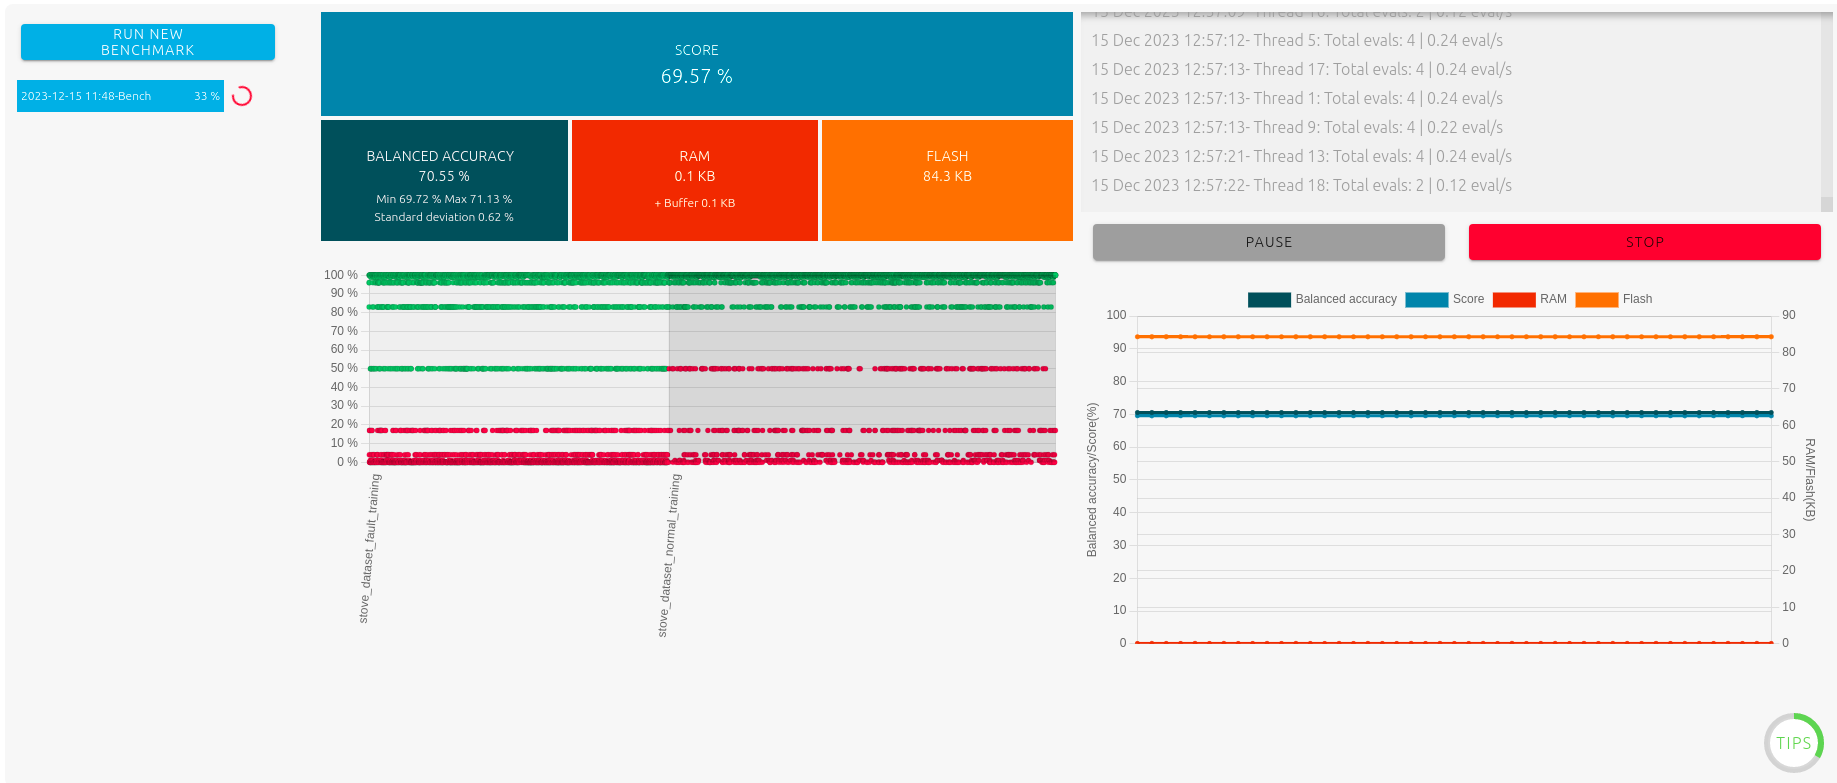 RUN NEW
BENCHMARK
2023-12-15 11:48-Bench 33 %
SCORE
69.57 %
BALANCED ACCURACY
70.55 %
Min 69.72 % Max 71.13 %
Standard deviation 0.62 %
RAM
0.1 KB
+ Buffer 0.1 KB
FLASH
84.3 KB
15 Dec 2023 12:57:12- Thread 5: Total evals: 4 | 0.24 eval/s
15 Dec 2023 12:57:13- Thread 17: Total evals: 4 | 0.24 eval/s
15 Dec 2023 12:57:13- Thread 1: Total evals: 4 | 0.24 eval/s
15 Dec 2023 12:57:13- Thread 9: Total evals: 4 | 0.22 eval/s
15 Dec 2023 12:57:21- Thread 13: Total evals: 4 | 0.24 eval/s
15 Dec 2023 12:57:22- Thread 18: Total evals: 2 | 0.12 eval/s
PAUSE
STOP
100 %
90 %
80 %
70 %
60 %
50 %
40 %
30 %
20 %
10 %
0 %
stove_dataset_fault_training
stove_dataset_normal_training
Balanced accuracy
Score
RAM
Flash
Balanced accuracy/Score(%)
100
90
80
70
60
50
40
30
20
10
0
90
80
70
60
50
40
30
20
10
0
RAM/Flash(KB)
TIPS